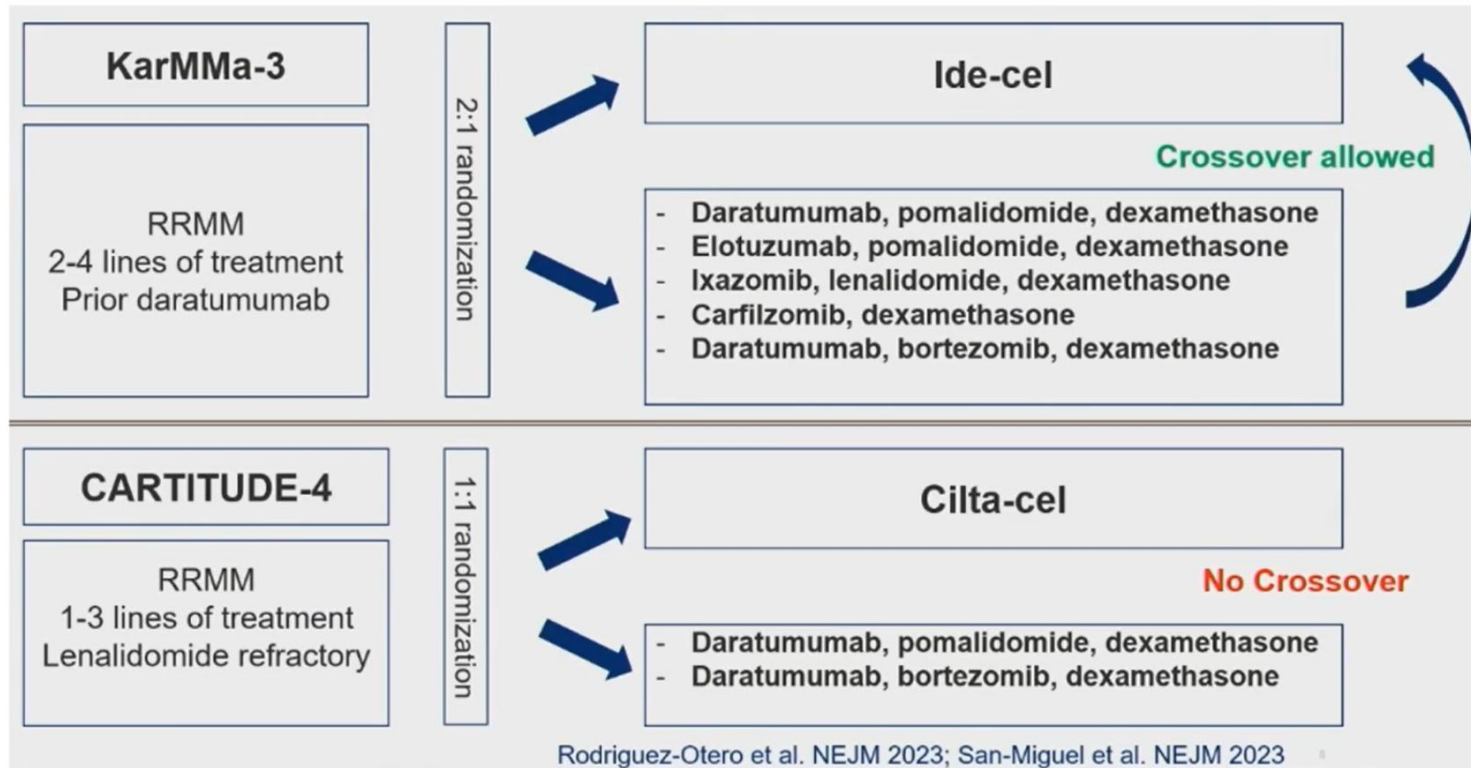 KarMMa-3
RRMM
2-4 lines of treatment
Prior daratumumab
2:1 randomization
Ide-cel
Crossover allowed
- Daratumumab, pomalidomide, dexamethasone
- Elotuzumab, pomalidomide, dexamethasone
- Ixazomib, lenalidomide, dexamethasone
- Carfilzomib, dexamethasone
- Daratumumab, bortezomib, dexamethasone
CARTITUDE-4
RRMM
1-3 lines of treatment
Lenalidomide refractory
1:1 randomization
Cilta-cel
No Crossover
- Daratumumab, pomalidomide, dexamethasone
- Daratumumab, bortezomib, dexamethasone
Rodriguez-Otero et al. NEJM 2023; San-Miguel et al. NEJM 2023